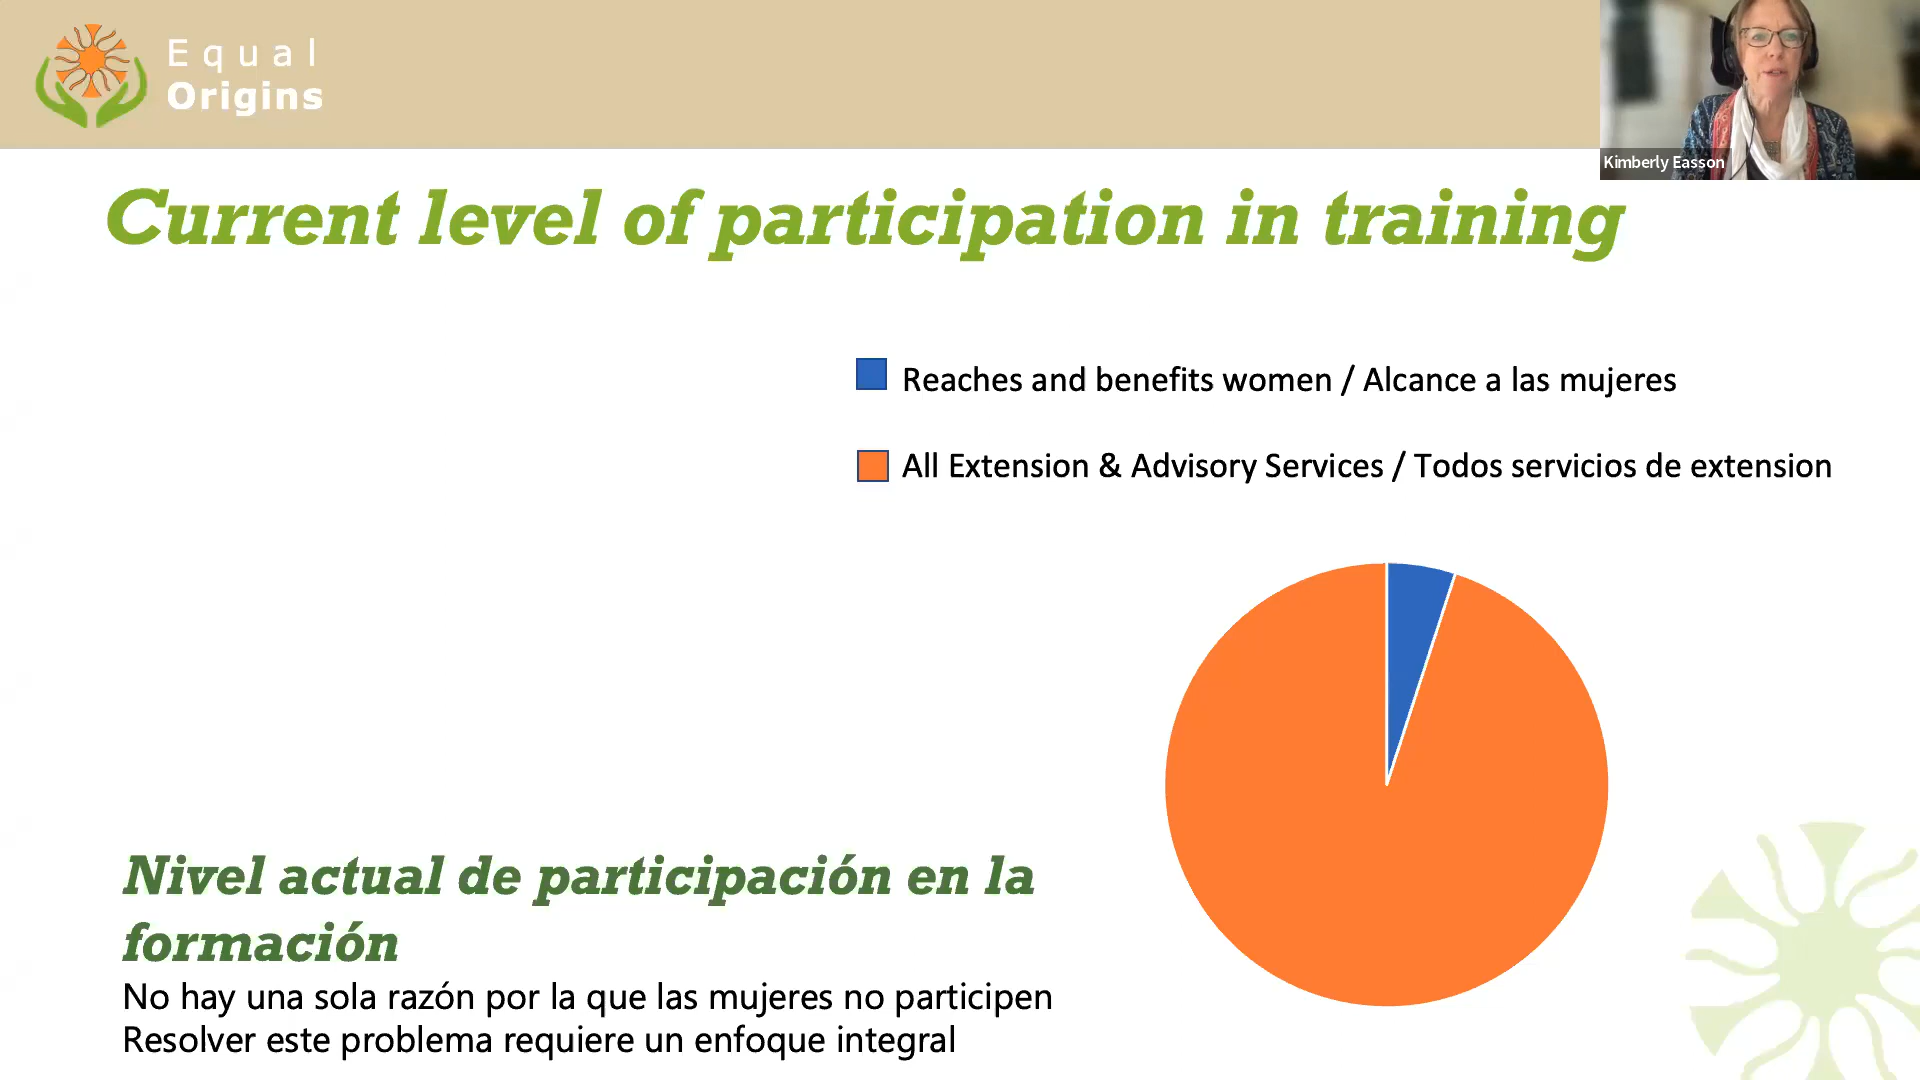 Equal
Origins
Kimberly Easson
Current level of participation in training
Reaches and benefits women / Alcance a las mujeres
All Extension & Advisory Services / Todos servicios de extension
Nivel actual de participación en la
formación
No hay una sola razón por la que las mujeres no participen
Resolver este problema requiere un enfoque integral